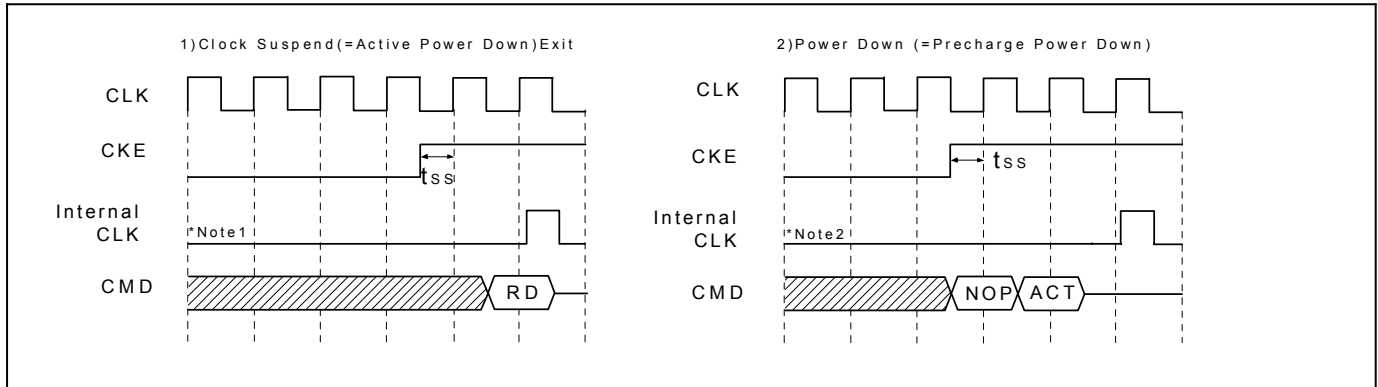 1)Clock Suspend(=Active Power Down)Exit
CLK
CKE
tss
Internal
CLK
*Note1
CMD
RD
2)Power Down (=Precharge Power Down)
CLK
CKE
tss
Internal
CLK
*Note2
CMD
NOP
ACT